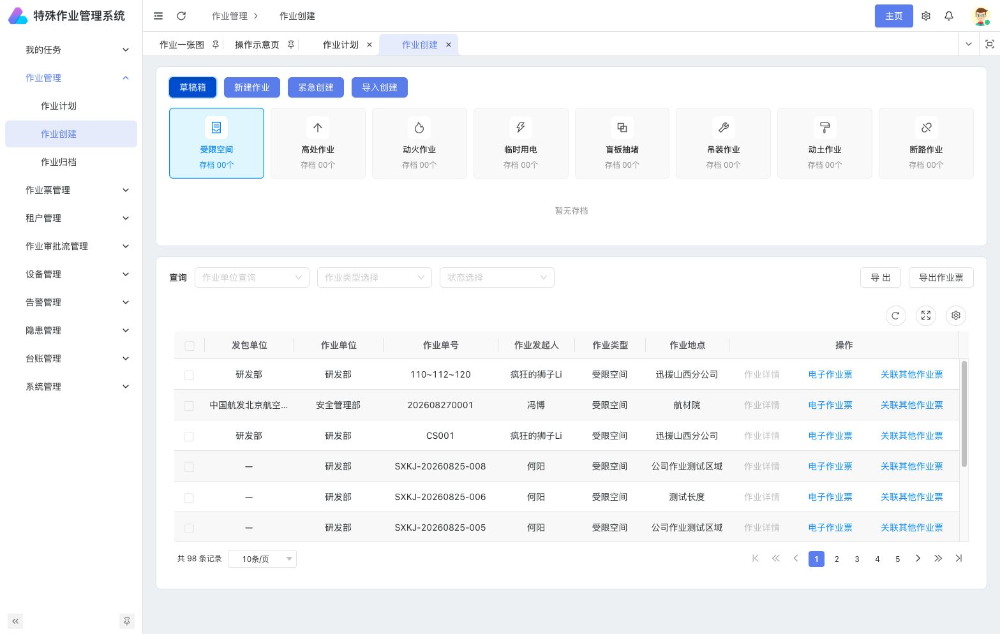 特殊作业管理系统
我的任务
作业管理
作业计划
作业创建
作业归档
作业票管理
租户管理
作业审批流管理
设备管理
告警管理
隐患管理
台账管理
系统管理
作业管理 作业创建
主页
作业一张图 操作示意页 作业计划 作业创建
草稿箱 新建作业 紧急创建 导入创建
受限空间 高处作业 动火作业 临时用电 盲板抽堵 吊装作业 动土作业 断路作业
存档 00个 存档 00个 存档 00个 存档 00个 存档 00个 存档 00个 存档 00个 存档 00个
暂无存档
查询 作业单位查询 作业类型选择 状态选择 导 出 导出作业票
发包单位 作业单位 作业单号 作业发起人 作业类型 作业地点 操作
研发部 研发部 110~112~120 疯狂的狮子Li 受限空间 迅援山西分公司 作业详情 电子作业票 关联其他作业票
中国航发北京航空... 安全管理部 202608270001 冯博 受限空间 航材院 作业详情 电子作业票 关联其他作业票
研发部 研发部 CS001 疯狂的狮子Li 受限空间 迅援山西分公司 作业详情 电子作业票 关联其他作业票
— 研发部 SXKJ-20260825-008 何阳 受限空间 公司作业测试区域 作业详情 电子作业票 关联其他作业票
— 研发部 SXKJ-20260825-006 何阳 受限空间 测试长度 作业详情 电子作业票 关联其他作业票
— 研发部 SXKJ-20260825-005 何阳 受限空间 公司作业测试区域 作业详情 电子作业票 关联其他作业票
共 98 条记录 10条/页 1 2 3 4 5